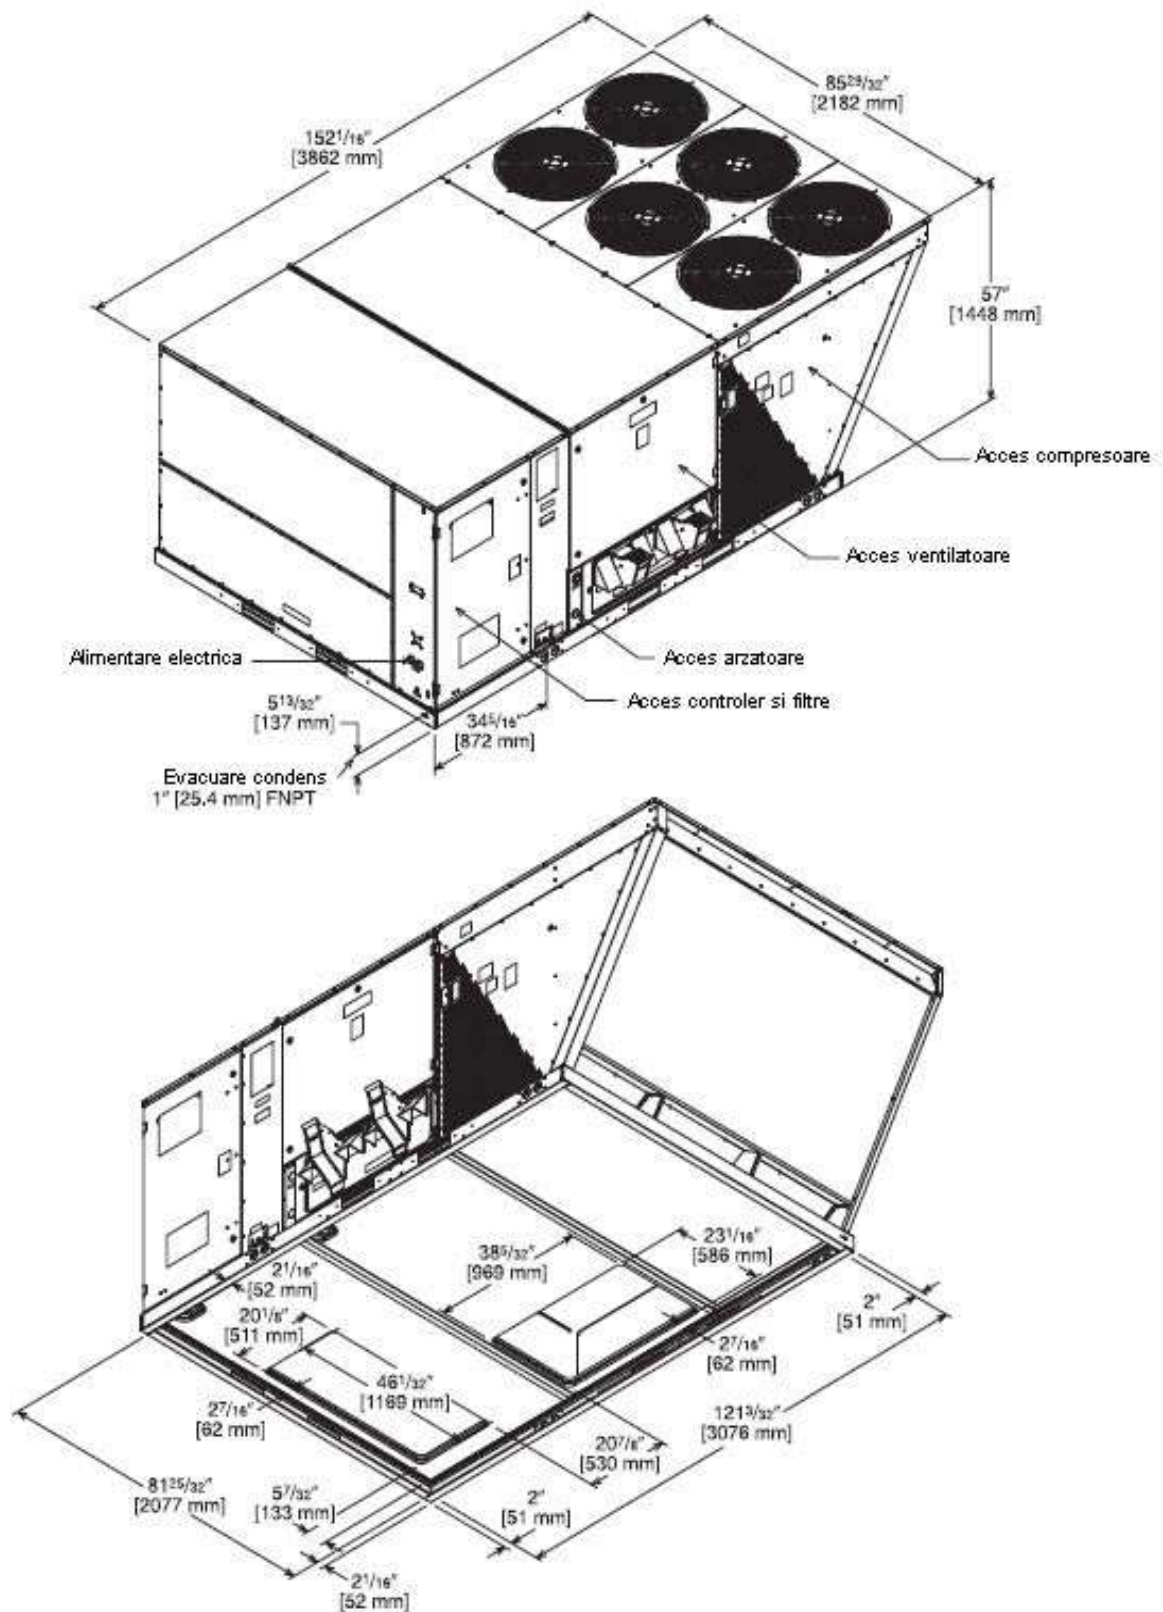 85 29/32"
[2182 mm]
152 1/16"
[3862 mm]
57"
[1448 mm]
Acces compresoare
Acces ventilatoare
Alimentare electrica
Acces arzatoare
Acces controler si filtre
5 13/32"
[137 mm]
34 5/16"
[872 mm]
Evacuare condens
1" [25.4 mm] FNPT
23 1/16"
[586 mm]
38 5/32"
[969 mm]
2 1/16"
[52 mm]
20 1/8"
[511 mm]
2"
[51 mm]
2 7/16"
[62 mm]
46 1/32"
[1169 mm]
2 7/16"
[62 mm]
121 3/32"
[3076 mm]
20 7/8"
[530 mm]
81 25/32"
[2077 mm]
5 7/32"
[133 mm]
2"
[51 mm]
2 1/16"
[52 mm]